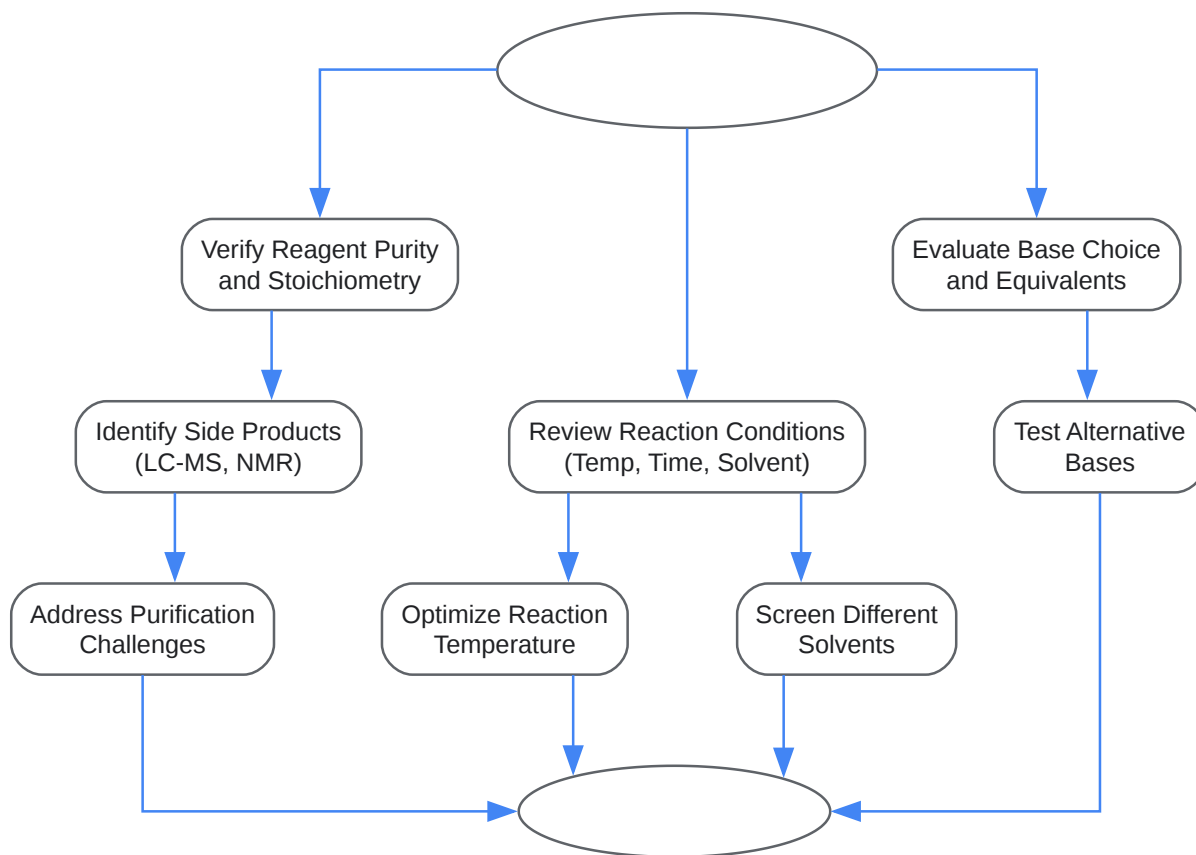 Verify Reagent Purity
and Stoichiometry
Evaluate Base Choice
and Equivalents
Identify Side Products
(LC-MS, NMR)
Review Reaction Conditions
(Temp, Time, Solvent)
Test Alternative
Bases
Address Purification
Challenges
Optimize Reaction
Temperature
Screen Different
Solvents